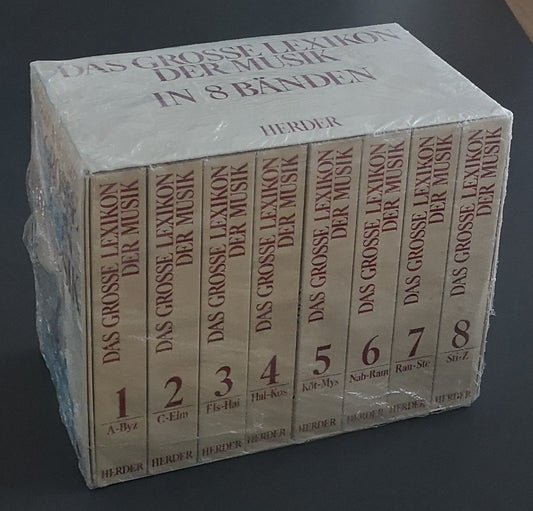 DAS GROSSE LEXIKON
DER MUSIK
IN 8 BÄNDEN
HERDER
DAS GROSSE LEXIKON
DER MUSIK
1
A-Byz
HERDER
DAS GROSSE LEXIKON
DER MUSIK
2
C-Elm
HERDER
DAS GROSSE LEXIKON
DER MUSIK
3
Els-Hai
HERDER
DAS GROSSE LEXIKON
DER MUSIK
4
Hal-Kos
HERDER
DAS GROSSE LEXIKON
DER MUSIK
5
Köt-Mys
HERDER
DAS GROSSE LEXIKON
DER MUSIK
6
Nab-Ram
HERDER
DAS GROSSE LEXIKON
DER MUSIK
7
Ran-Ste
HERDER
DAS GROSSE LEXIKON
DER MUSIK
8
Sti-Z
HERDER